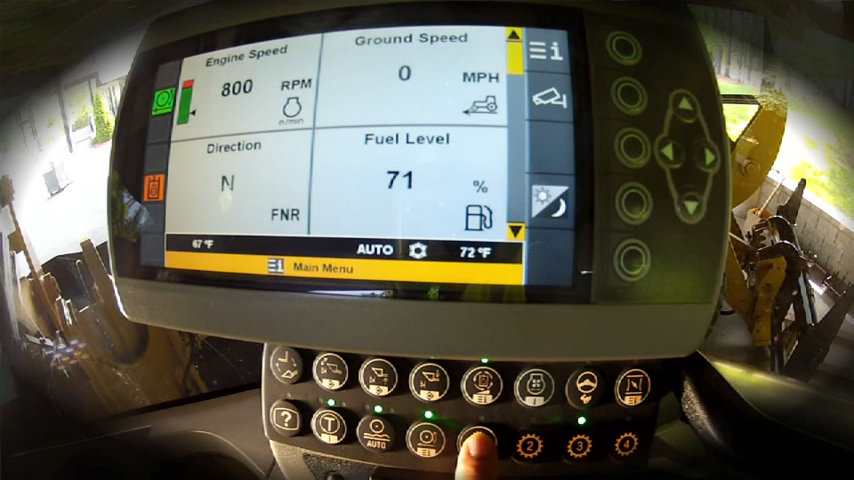 Engine Speed
800
RPM
n/min
Ground Speed
0
MPH
Direction
N
FNR
Fuel Level
71
%
67 °F
AUTO
72 °F
Main Menu
?
T
AUTO
2
3
4